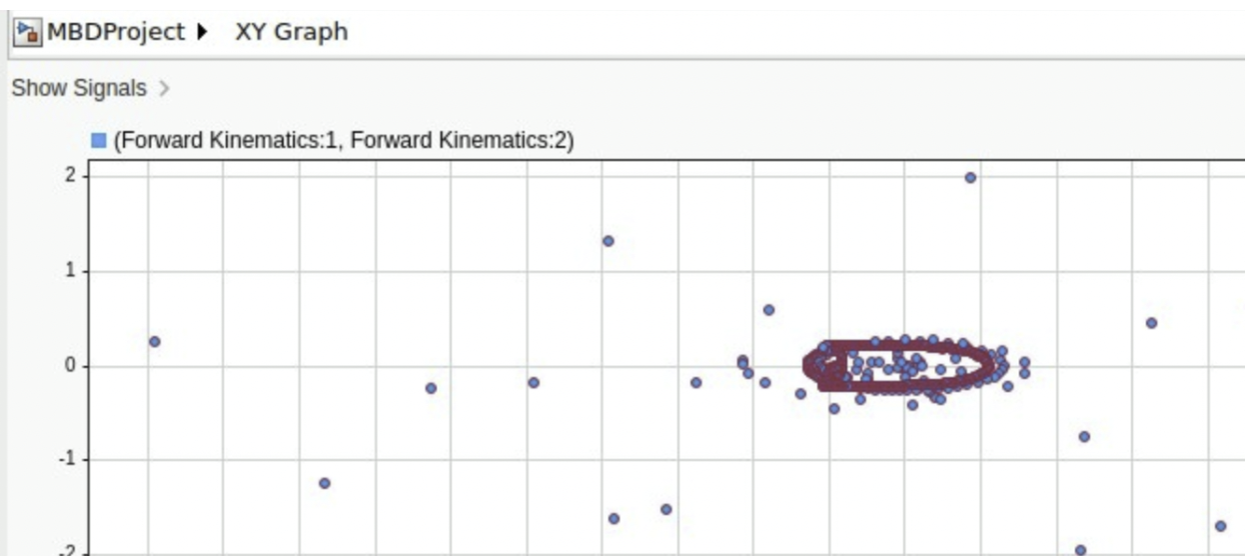 MBDProject XY Graph
Show Signals
(Forward Kinematics:1, Forward Kinematics:2)
2
1
0
-1
-2